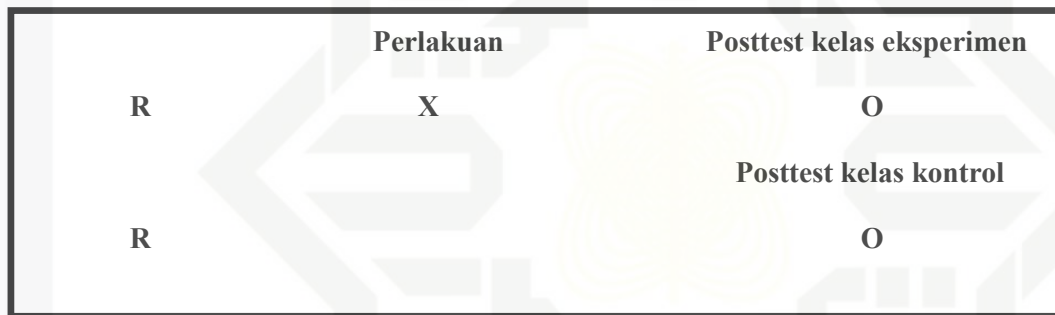 Perlakuan Posttest kelas eksperimen
R X O
Posttest kelas kontrol
R O